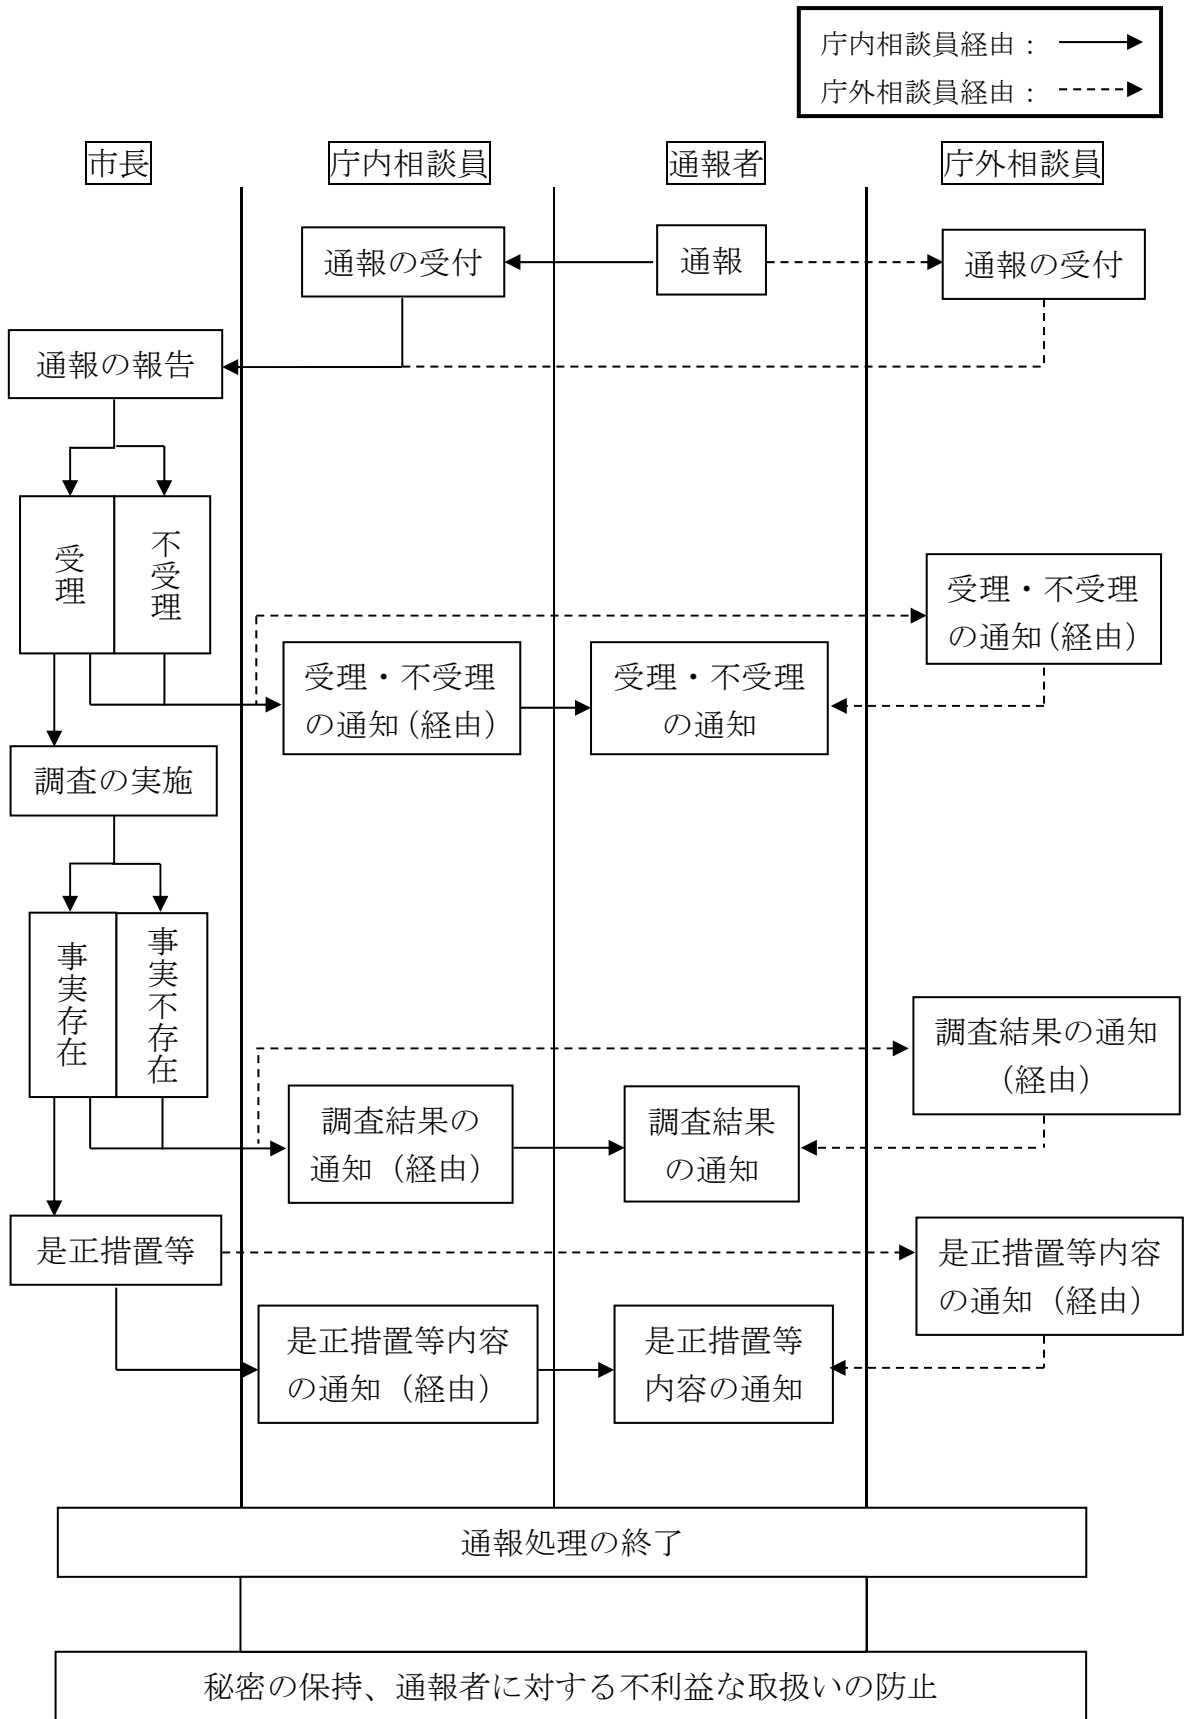 庁内相談員経由：
庁外相談員経由：
市長
庁内相談員
通報者
庁外相談員
通報の受付
通報
通報の受付
通報の報告
受理
不受理
受理・不受理
の通知（経由）
受理・不受理
の通知（経由）
受理・不受理
の通知
調査の実施
事実存在
事実不存在
調査結果の通知
（経由）
調査結果の
通知（経由）
調査結果
の通知
是正措置等
是正措置等内容
の通知（経由）
是正措置等内容
の通知（経由）
是正措置等
内容の通知
通報処理の終了
秘密の保持、通報者に対する不利益な取扱いの防止